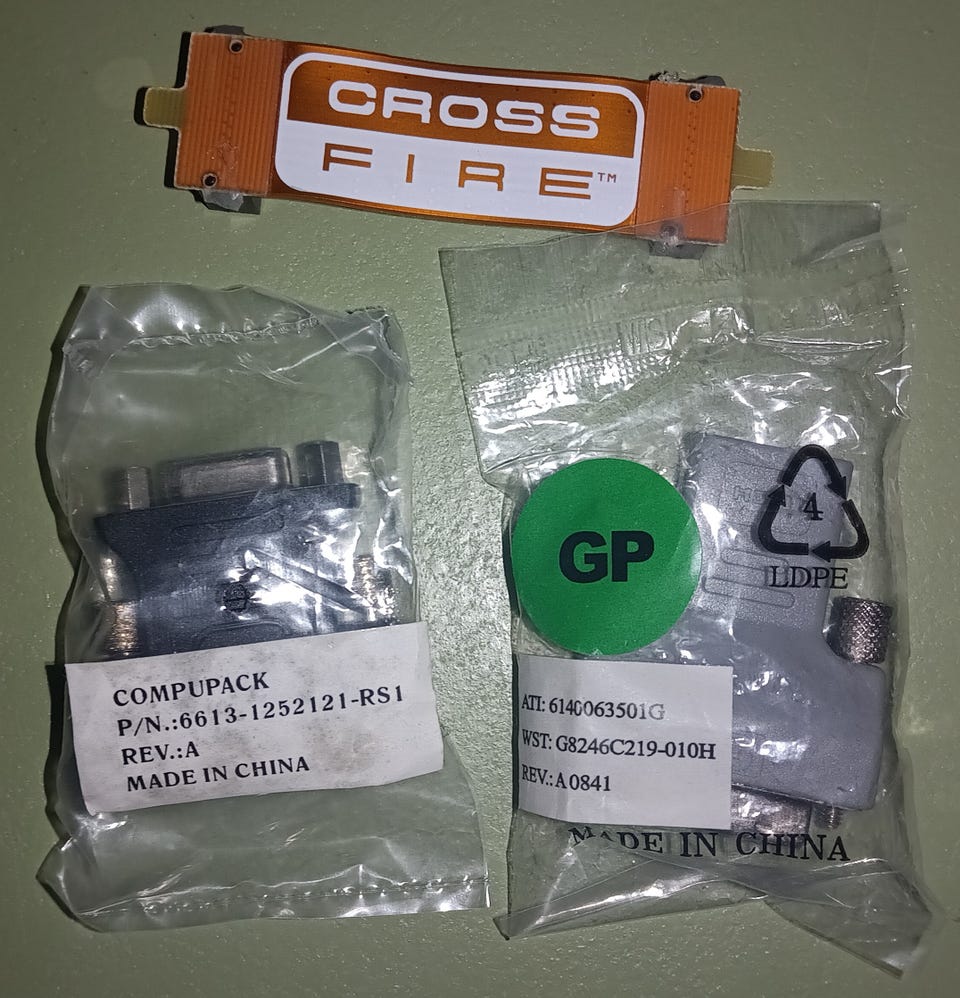 CROSS
FIRE™
COMPUPACK
P/N.:6613-1252121-RS1
REV.:A
MADE IN CHINA
GP
4
LDPE
ATI: 6140063501G
WST: G8246C219-010H
REV.: A 0841
MADE IN CHINA